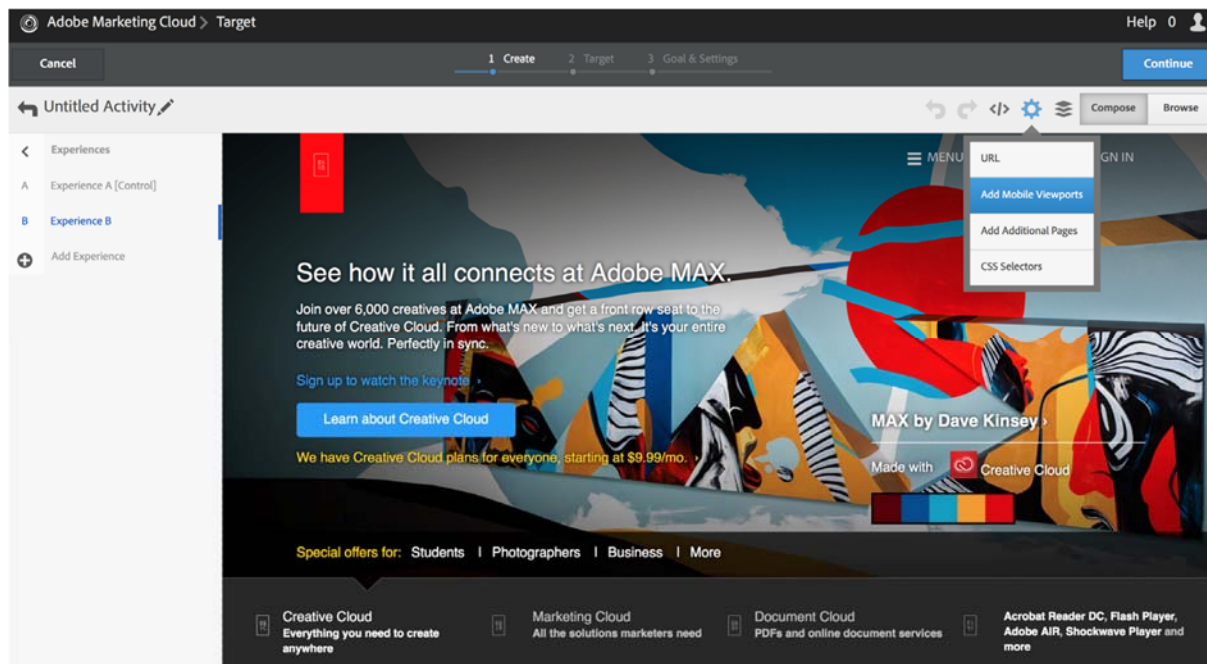 Adobe Marketing Cloud > Target
Help 0
Cancel
1 Create 2 Target 3 Goal & Settings
Continue
Untitled Activity
</>
Compose
Browse
Experiences
A Experience A [Control]
B Experience B
Add Experience
MENU
GN IN
URL
Add Mobile Viewports
Add Additional Pages
CSS Selectors
See how it all connects at Adobe MAX.
Join over 6,000 creatives at Adobe MAX and get a front row seat to the
future of Creative Cloud. From what's new to what's next. It's your entire
creative world. Perfectly in sync.
Sign up to watch the keynote ›
Learn about Creative Cloud
We have Creative Cloud plans for everyone, starting at $9.99/mo. ›
MAX by Dave Kinsey ›
Made with Creative Cloud
Special offers for: Students | Photographers | Business | More
Creative Cloud
Everything you need to create
anywhere
Marketing Cloud
All the solutions marketers need
Document Cloud
PDFs and online document services
Acrobat Reader DC, Flash Player,
Adobe AIR, Shockwave Player and
more